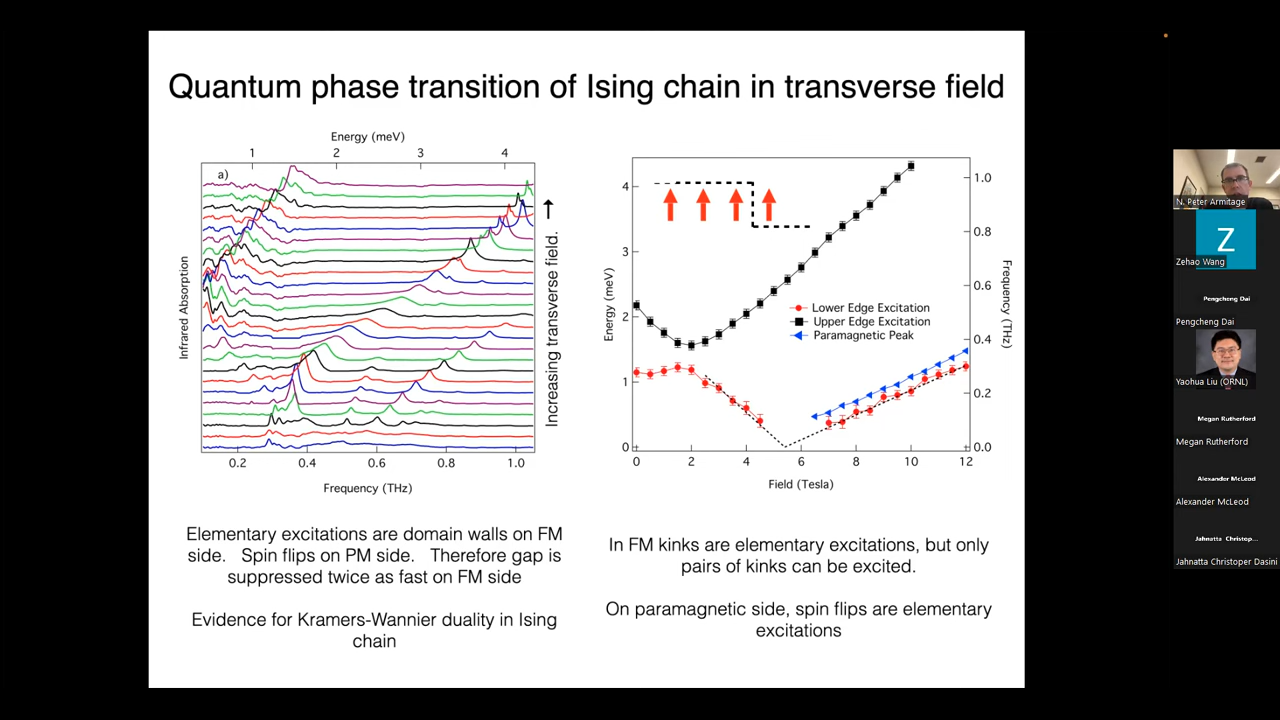 Quantum phase transition of Ising chain in transverse field
Energy (meV)
1 2 3 4
a)
Infrared Absorption
Increasing transverse field.
0.2 0.4 0.6 0.8 1.0
Frequency (THz)
4
3
2
1
0
Energy (meV)
1.0
0.8
0.6
0.4
0.2
0.0
Frequency (THz)
Lower Edge Excitation
Upper Edge Excitation
Paramagnetic Peak
0 2 4 6 8 10 12
Field (Tesla)
Elementary excitations are domain walls on FM
side. Spin flips on PM side. Therefore gap is
suppressed twice as fast on FM side
Evidence for Kramers-Wannier duality in Ising
chain
In FM kinks are elementary excitations, but only
pairs of kinks can be excited.
On paramagnetic side, spin flips are elementary
excitations
N. Peter Armitage
Z
Zehao Wang
Pengcheng Dai
Pengcheng Dai
Yaohua Liu (ORNL)
Megan Rutherford
Megan Rutherford
Alexander McLeod
Alexander McLeod
Jahnatta Christop...
Jahnatta Christoper Dasini